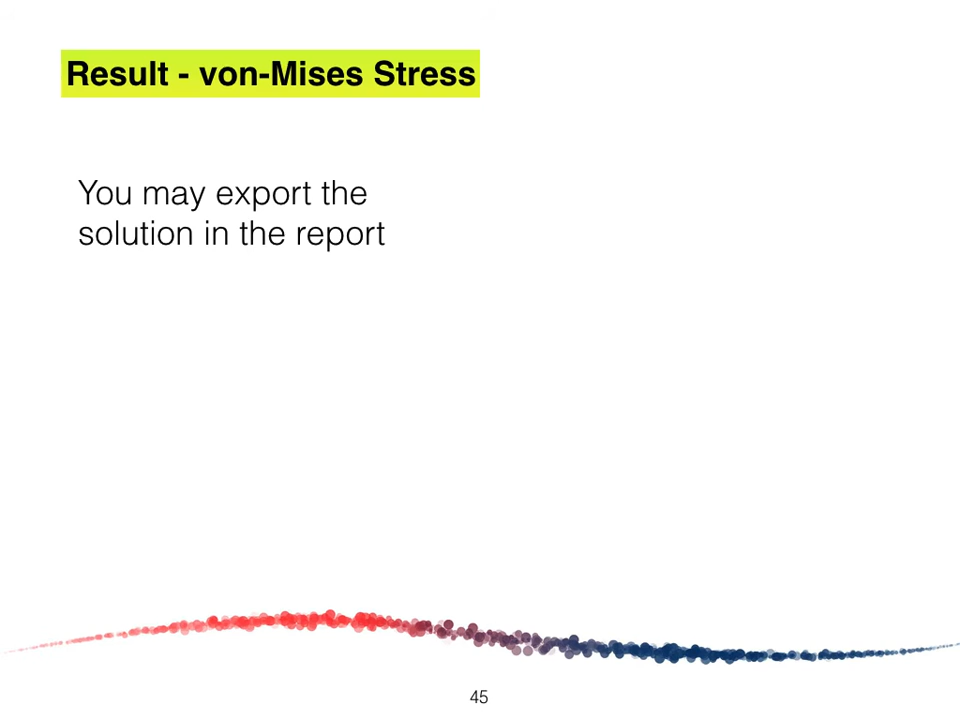 Result - von-Mises Stress
You may export the
solution in the report
45